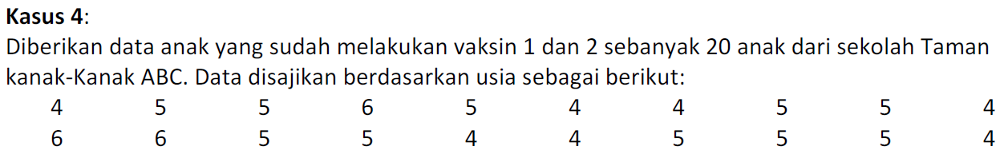 Kasus 4:
Diberikan data anak yang sudah melakukan vaksin 1 dan 2 sebanyak 20 anak dari sekolah Taman
kanak-Kanak ABC. Data disajikan berdasarkan usia sebagai berikut:
4 5 5 6 5 4 4 5 5 4
6 6 5 5 4 4 5 5 5 4